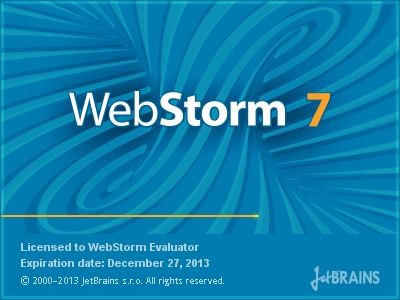 WebStorm 7
Licensed to WebStorm Evaluator
Expiration date: December 27, 2013
© 2000–2013 JetBrains s.r.o. All rights reserved.
JetBRAINS